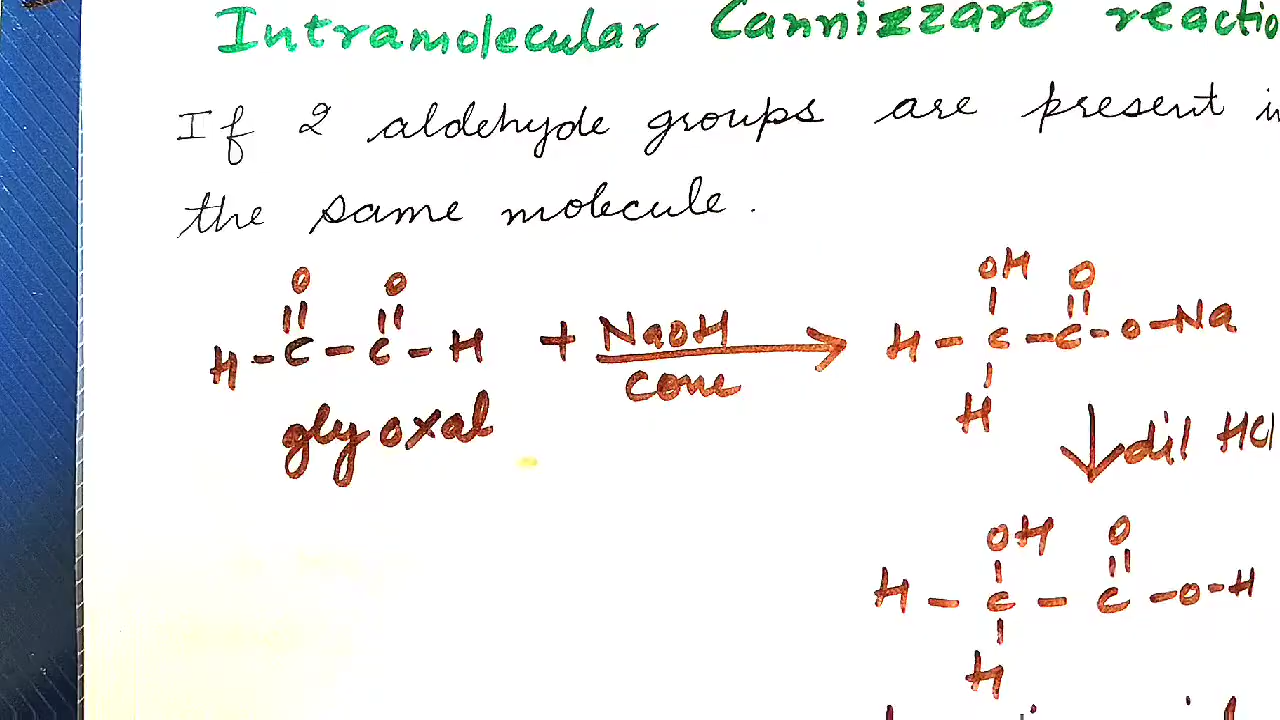 Intramolecular Cannizzaro reactio
If 2 aldehyde groups are present i
the same molecule.
O O
H - C - C - H + NaOH
Conc
glyoxal
OH O
H - C - C - O - Na
H
dil HCl
OH O
H - C - C - O - H
H